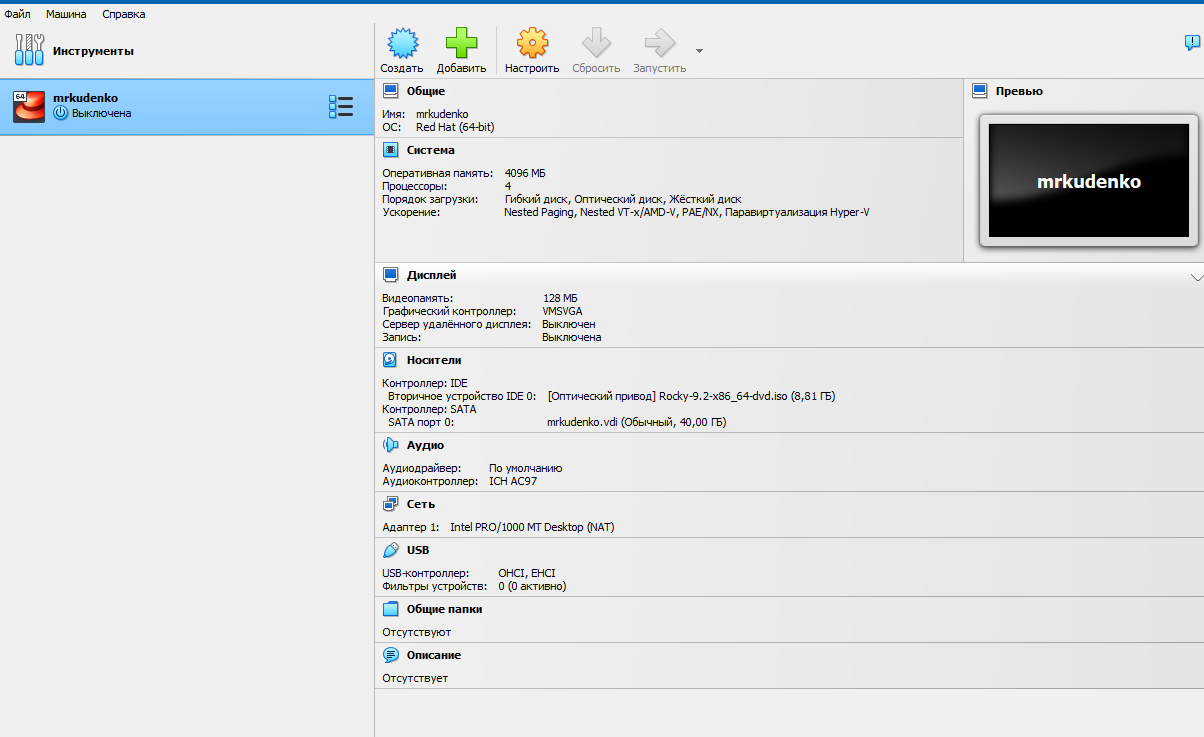 Файл Машина Справка
Инструменты
Создать Добавить Настроить Сбросить Запустить
64
mrkudenko
Выключена
Общие
Имя: mrkudenko
ОС: Red Hat (64-bit)
Превью
mrkudenko
Система
Оперативная память: 4096 МБ
Процессоры: 4
Порядок загрузки: Гибкий диск, Оптический диск, Жёсткий диск
Ускорение: Nested Paging, Nested VT-x/AMD-V, PAE/NX, Паравиртуализация Hyper-V
Дисплей
Видеопамять: 128 МБ
Графический контроллер: VMSVGA
Сервер удалённого дисплея: Выключен
Запись: Выключена
Носители
Контроллер: IDE
Вторичное устройство IDE 0: [Оптический привод] Rocky-9.2-x86_64-dvd.iso (8,81 ГБ)
Контроллер: SATA
SATA порт 0: mrkudenko.vdi (Обычный, 40,00 ГБ)
Аудио
Аудиодрайвер: По умолчанию
Аудиоконтроллер: ICH AC97
Сеть
Адаптер 1: Intel PRO/1000 MT Desktop (NAT)
USB
USB-контроллер: OHCI, EHCI
Фильтры устройств: 0 (0 активно)
Общие папки
Отсутствуют
Описание
Отсутствует